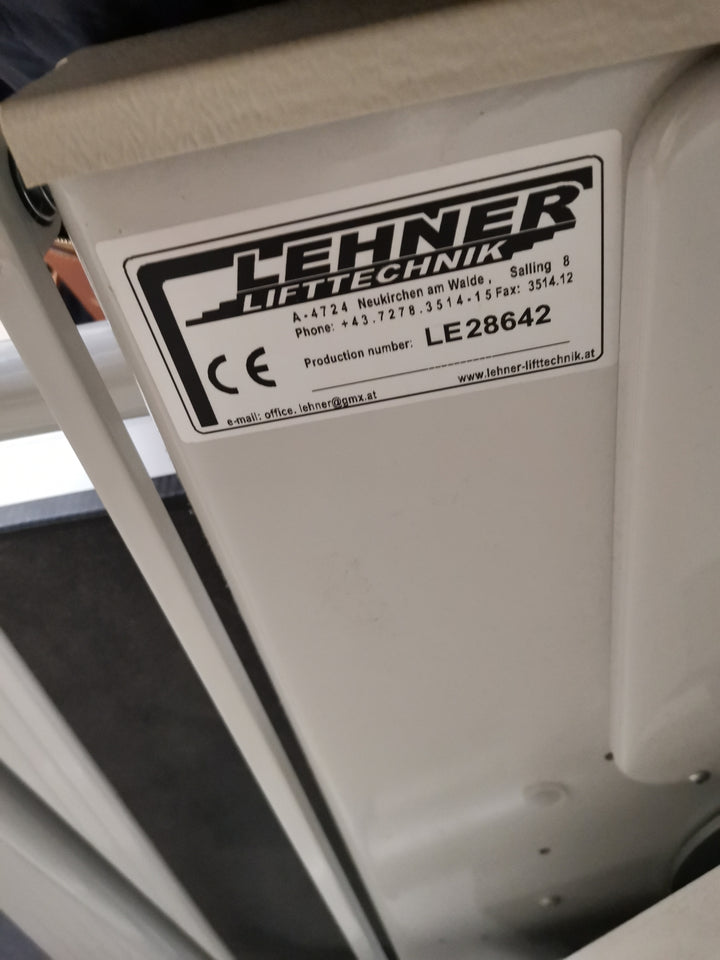 LEHNER
LIFTTECHNIK
A-4724 Neukirchen am Walde, Salling 8
Phone: +43.7278.3514-15 Fax: 3514.12
CE Production number: LE28642
www.lehner-lifttechnik.at
e-mail: office.lehner@gmx.at